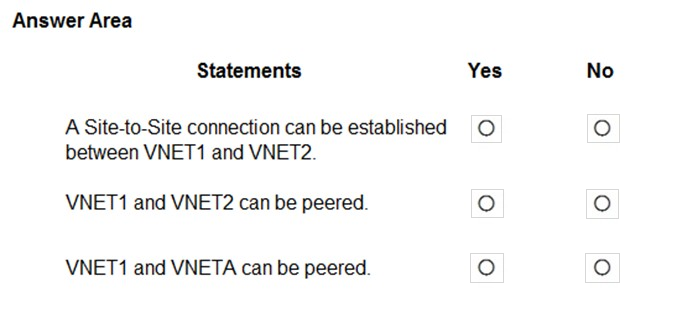 Answer Area
Statements Yes No
A Site-to-Site connection can be established
between VNET1 and VNET2.
VNET1 and VNET2 can be peered.
VNET1 and VNETA can be peered.